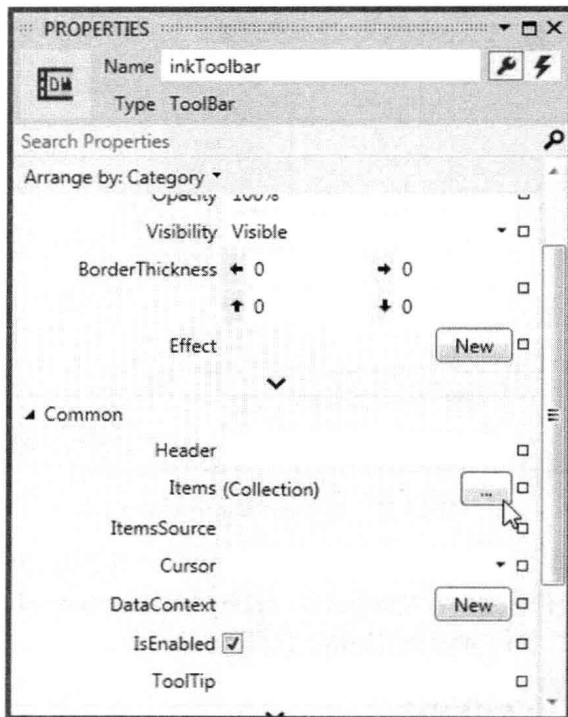 PROPERTIES
Name inkToolbar
Type ToolBar
Search Properties
Arrange by: Category
Opacity 100%
Visibility Visible
BorderThickness 0 0
0 0
Effect New
Common
Header
Items (Collection) ...
ItemsSource
Cursor
DataContext New
IsEnabled
ToolTip